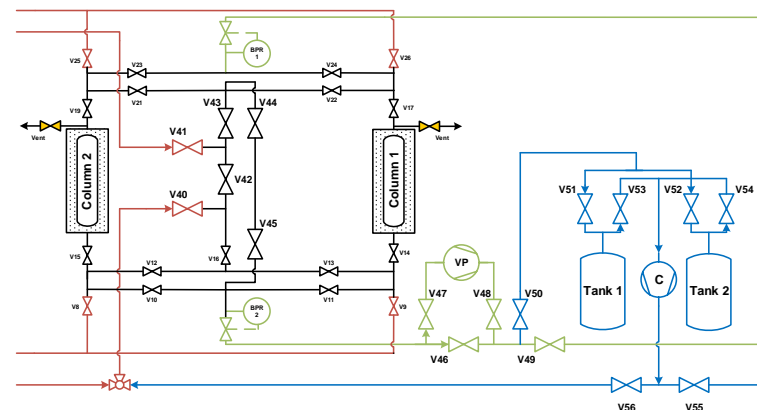 BPR
1
V25
V26
V23
V24
V21
V22
V19
V43
V44
V17
Vent
Vent
V41
Column 2
Column 1
V42
V40
V51
V53
V52
V54
V45
V15
V16
V14
V12
V13
VP
C
Tank 1
Tank 2
V10
V11
V8
BPR
2
V9
V47
V48
V50
V46
V49
V56
V55